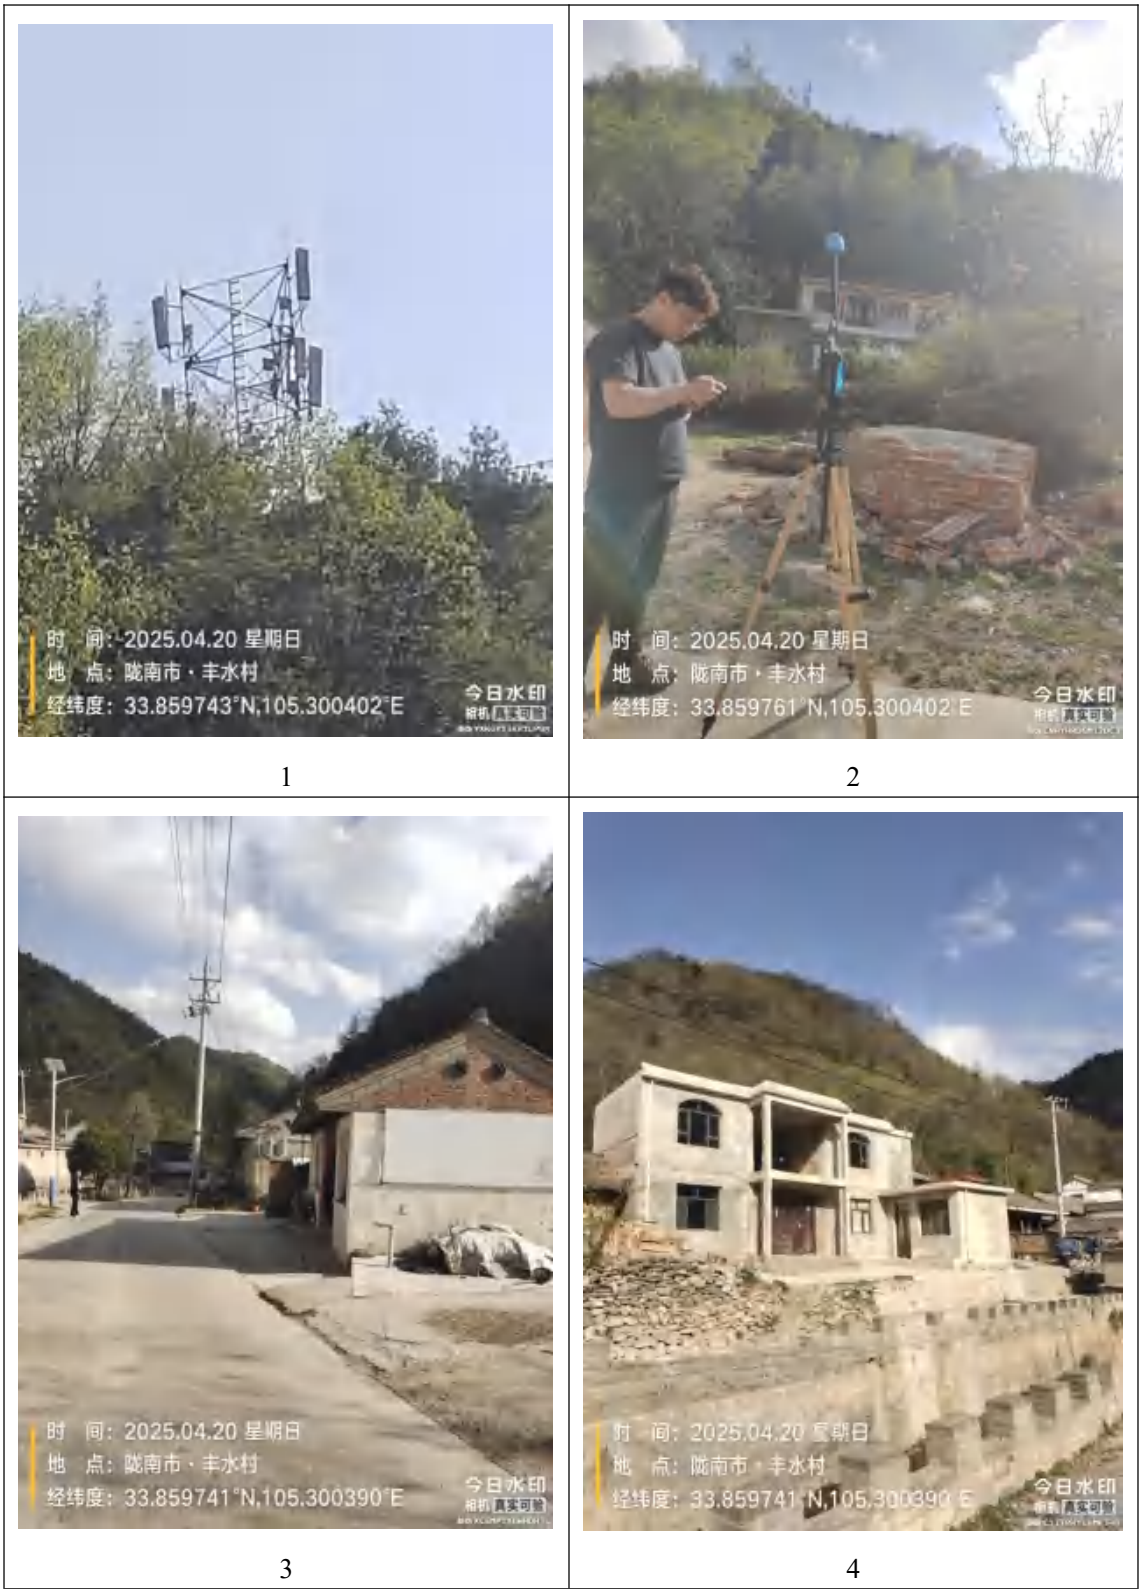 时 间: 2025.04.20 星期日
地 点: 陇南市·丰水村
经纬度: 33.859743°N,105.300402°E
今日水印
相机 真实可验
1
时 间: 2025.04.20 星期日
地 点: 陇南市·丰水村
经纬度: 33.859761°N,105.300402°E
今日水印
相机 真实可验
2
时 间: 2025.04.20 星期日
地 点: 陇南市·丰水村
经纬度: 33.859741°N,105.300390°E
今日水印
相机 真实可验
3
时 间: 2025.04.20 星期日
地 点: 陇南市·丰水村
经纬度: 33.859741°N,105.300390°E
今日水印
相机 真实可验
4